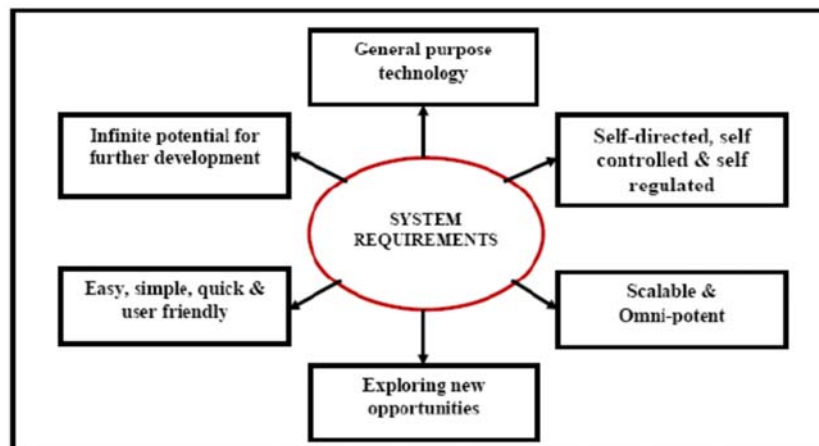 General purpose
technology
Infinite potential for
further development
Self-directed, self
controlled & self
regulated
SYSTEM
REQUIREMENTS
Easy, simple, quick &
user friendly
Scalable &
Omni-potent
Exploring new
opportunities